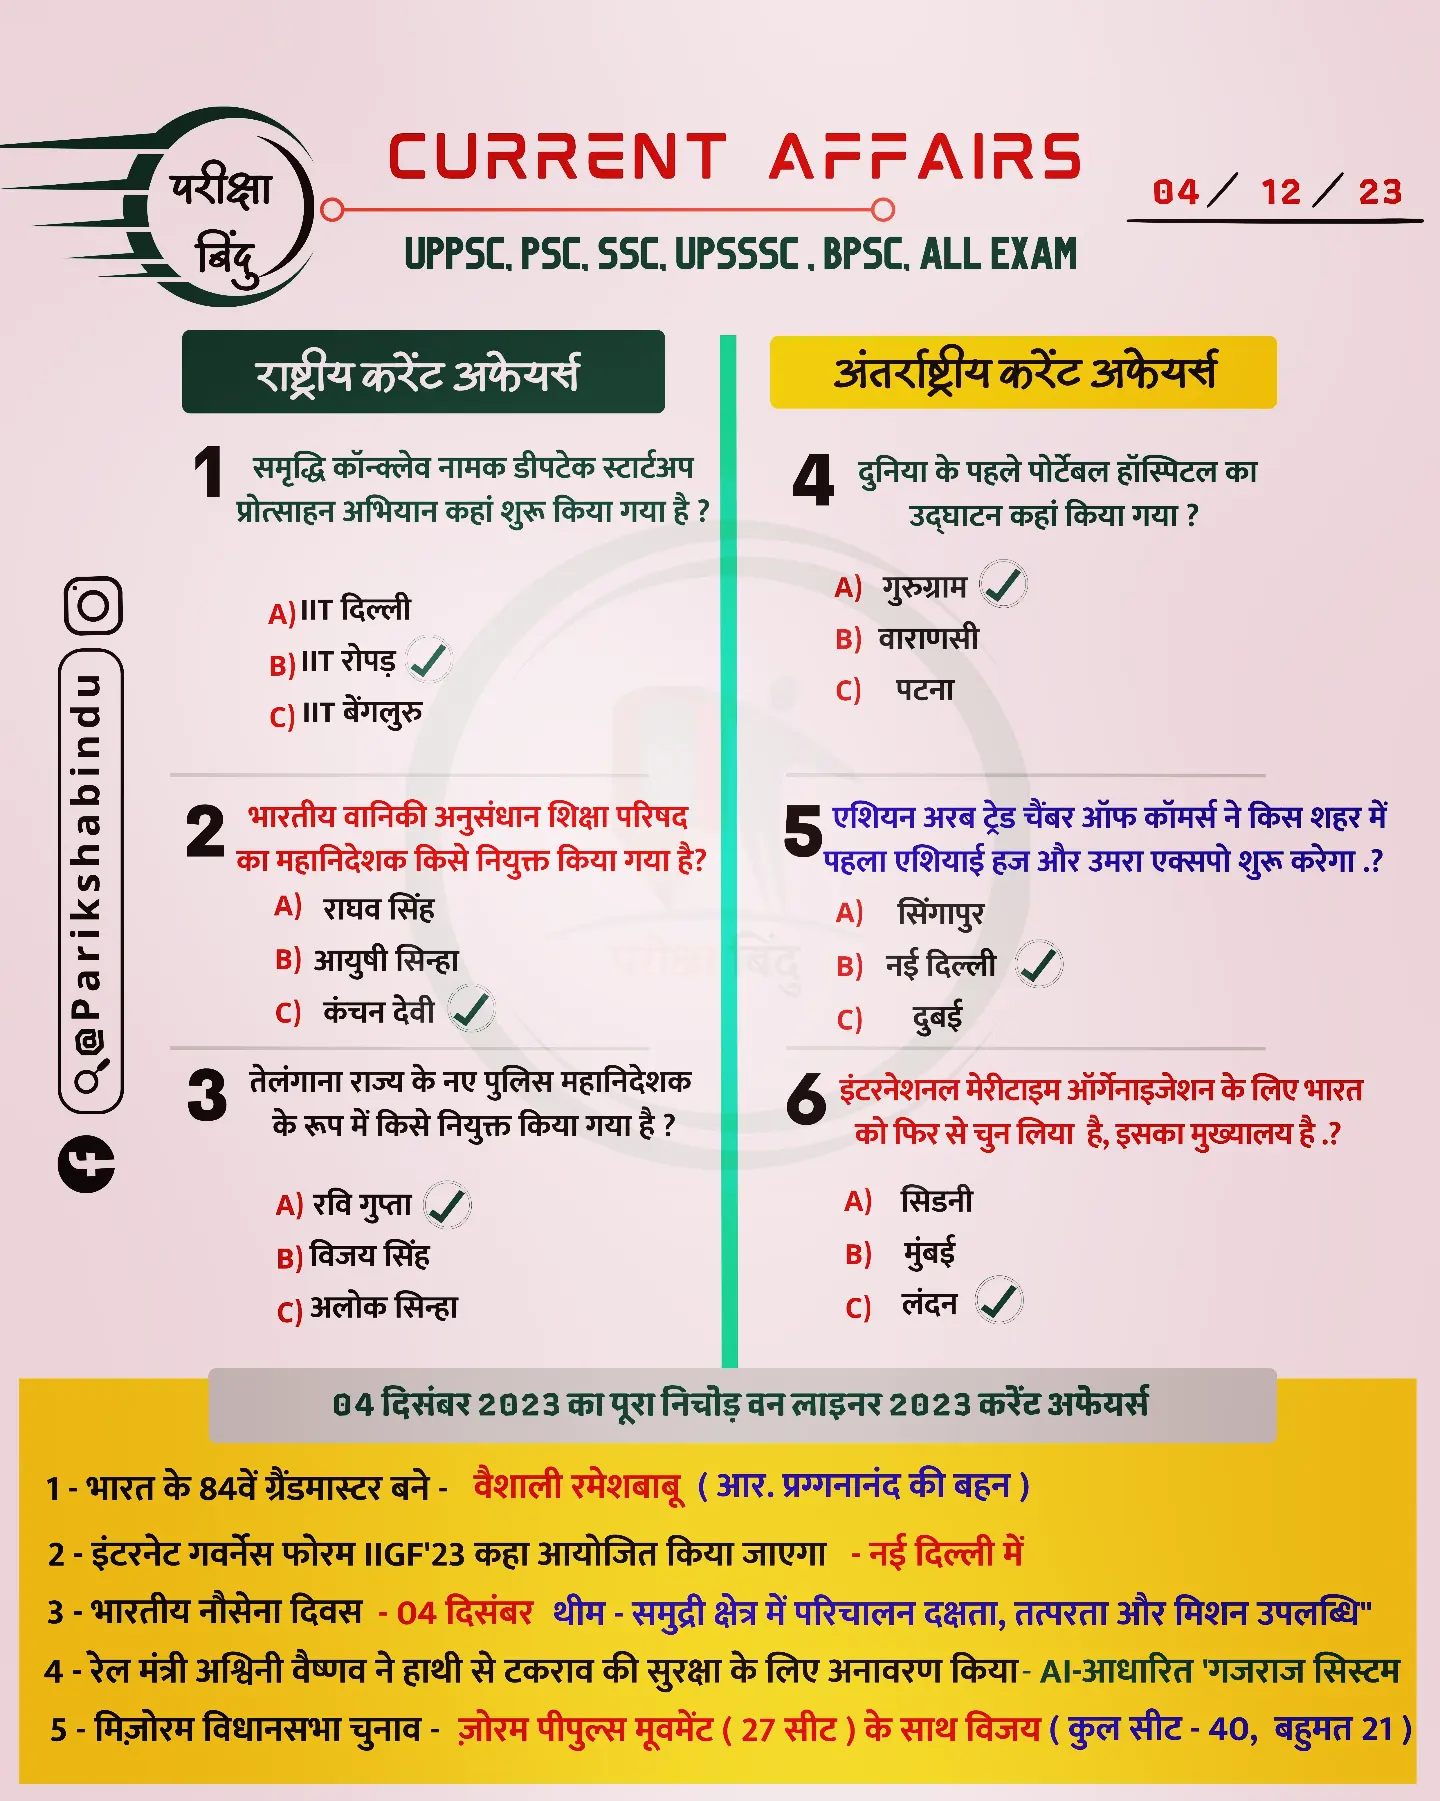 परीक्षा
बिंदु
CURRENT AFFAIRS
04/ 12/ 23
UPPSC, PSC, SSC, UPSSSC , BPSC, ALL EXAM
राष्ट्रीय करेंट अफेयर्स
1 समृद्धि कॉन्क्लेव नामक डीपटेक स्टार्टअप
प्रोत्साहन अभियान कहां शुरू किया गया है ?
A) IIT दिल्ली
B) IIT रोपड़
C) IIT बेंगलुरु
2 भारतीय वानिकी अनुसंधान शिक्षा परिषद
का महानिदेशक किसे नियुक्त किया गया है?
A) राघव सिंह
B) आयुषी सिन्हा
C) कंचन देवी
3 तेलंगाना राज्य के नए पुलिस महानिदेशक
के रूप में किसे नियुक्त किया गया है ?
A) रवि गुप्ता
B) विजय सिंह
C) अलोक सिन्हा
अंतर्राष्ट्रीय करेंट अफेयर्स
4 दुनिया के पहले पोर्टेबल हॉस्पिटल का
उद्घाटन कहां किया गया ?
A) गुरुग्राम
B) वाराणसी
C) पटना
5 एशियन अरब ट्रेड चैंबर ऑफ कॉमर्स ने किस शहर में
पहला एशियाई हज और उमरा एक्सपो शुरू करेगा .?
A) सिंगापुर
B) नई दिल्ली
C) दुबई
6 इंटरनेशनल मेरीटाइम ऑर्गेनाइजेशन के लिए भारत
को फिर से चुन लिया है, इसका मुख्यालय है .?
A) सिडनी
B) मुंबई
C) लंदन
@Parikshabindu
परीक्षा बिंदु
04 दिसंबर 2023 का पूरा निचोड़ वन लाइनर 2023 करेंट अफेयर्स
1 - भारत के 84वें ग्रैंडमास्टर बने - वैशाली रमेशबाबू ( आर. प्रग्गनानंद की बहन )
2 - इंटरनेट गवर्नेस फोरम IIGF'23 कहा आयोजित किया जाएगा - नई दिल्ली में
3 - भारतीय नौसेना दिवस - 04 दिसंबर थीम - समुद्री क्षेत्र में परिचालन दक्षता, तत्परता और मिशन उपलब्धि"
4 - रेल मंत्री अश्विनी वैष्णव ने हाथी से टकराव की सुरक्षा के लिए अनावरण किया - AI-आधारित 'गजराज सिस्टम
5 - मिज़ोरम विधानसभा चुनाव - ज़ोरम पीपुल्स मूवमेंट ( 27 सीट ) के साथ विजय ( कुल सीट - 40, बहुमत 21 )